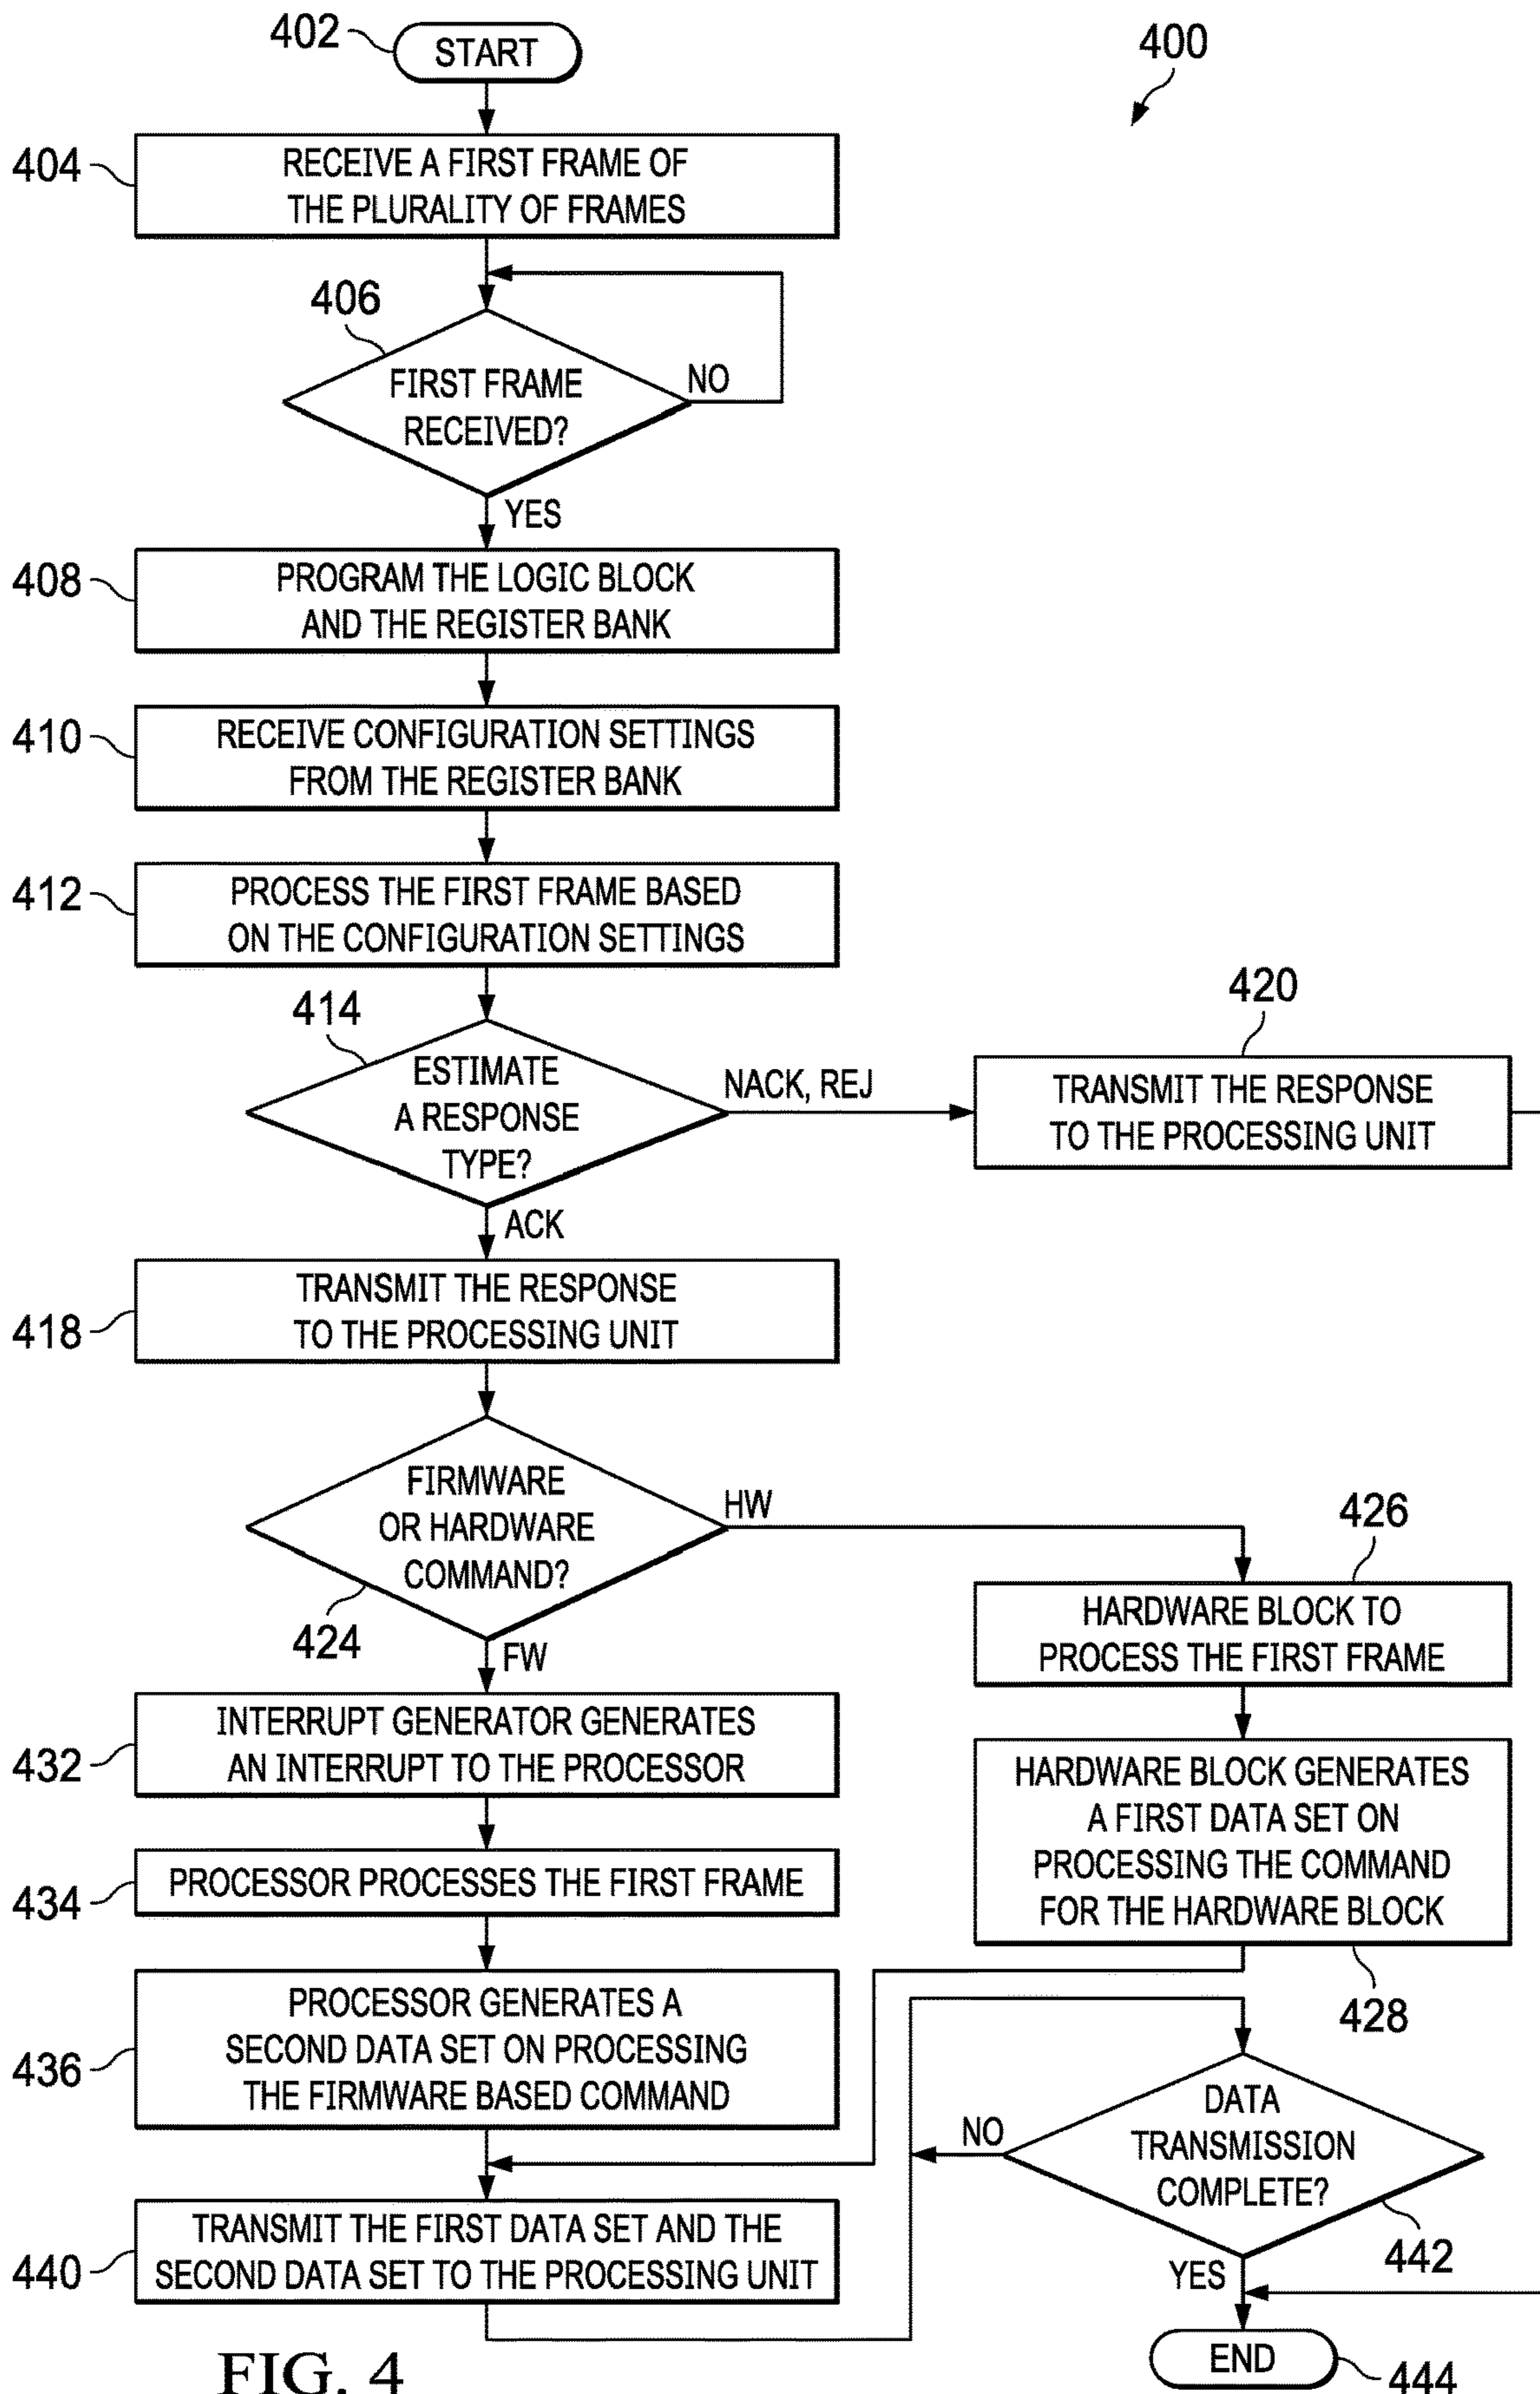 402
START
400
404
RECEIVE A FIRST FRAME OF
THE PLURALITY OF FRAMES
406
FIRST FRAME
RECEIVED?
NO
YES
408
PROGRAM THE LOGIC BLOCK
AND THE REGISTER BANK
410
RECEIVE CONFIGURATION SETTINGS
FROM THE REGISTER BANK
412
PROCESS THE FIRST FRAME BASED
ON THE CONFIGURATION SETTINGS
414
ESTIMATE
A RESPONSE
TYPE?
NACK, REJ
420
TRANSMIT THE RESPONSE
TO THE PROCESSING UNIT
ACK
418
TRANSMIT THE RESPONSE
TO THE PROCESSING UNIT
FIRMWARE
OR HARDWARE
COMMAND?
424
HW
426
HARDWARE BLOCK TO
PROCESS THE FIRST FRAME
FW
432
INTERRUPT GENERATOR GENERATES
AN INTERRUPT TO THE PROCESSOR
HARDWARE BLOCK GENERATES
A FIRST DATA SET ON
PROCESSING THE COMMAND
FOR THE HARDWARE BLOCK
428
434
PROCESSOR PROCESSES THE FIRST FRAME
436
PROCESSOR GENERATES A
SECOND DATA SET ON PROCESSING
THE FIRMWARE BASED COMMAND
NO
DATA
TRANSMISSION
COMPLETE?
442
440
TRANSMIT THE FIRST DATA SET AND THE
SECOND DATA SET TO THE PROCESSING UNIT
YES
END
444
FIG. 4